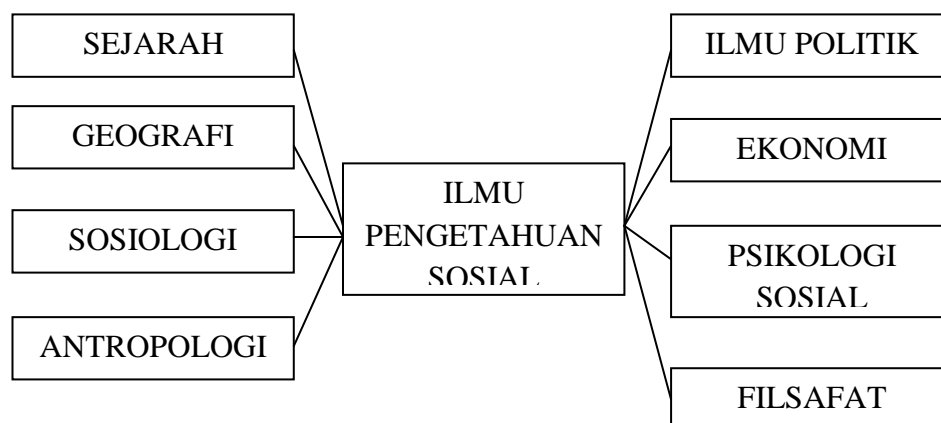 SEJARAH
GEOGRAFI
SOSIOLOGI
ANTROPOLOGI
ILMU
PENGETAHUAN
SOSIAL
ILMU POLITIK
EKONOMI
PSIKOLOGI
SOSIAL
FILSAFAT